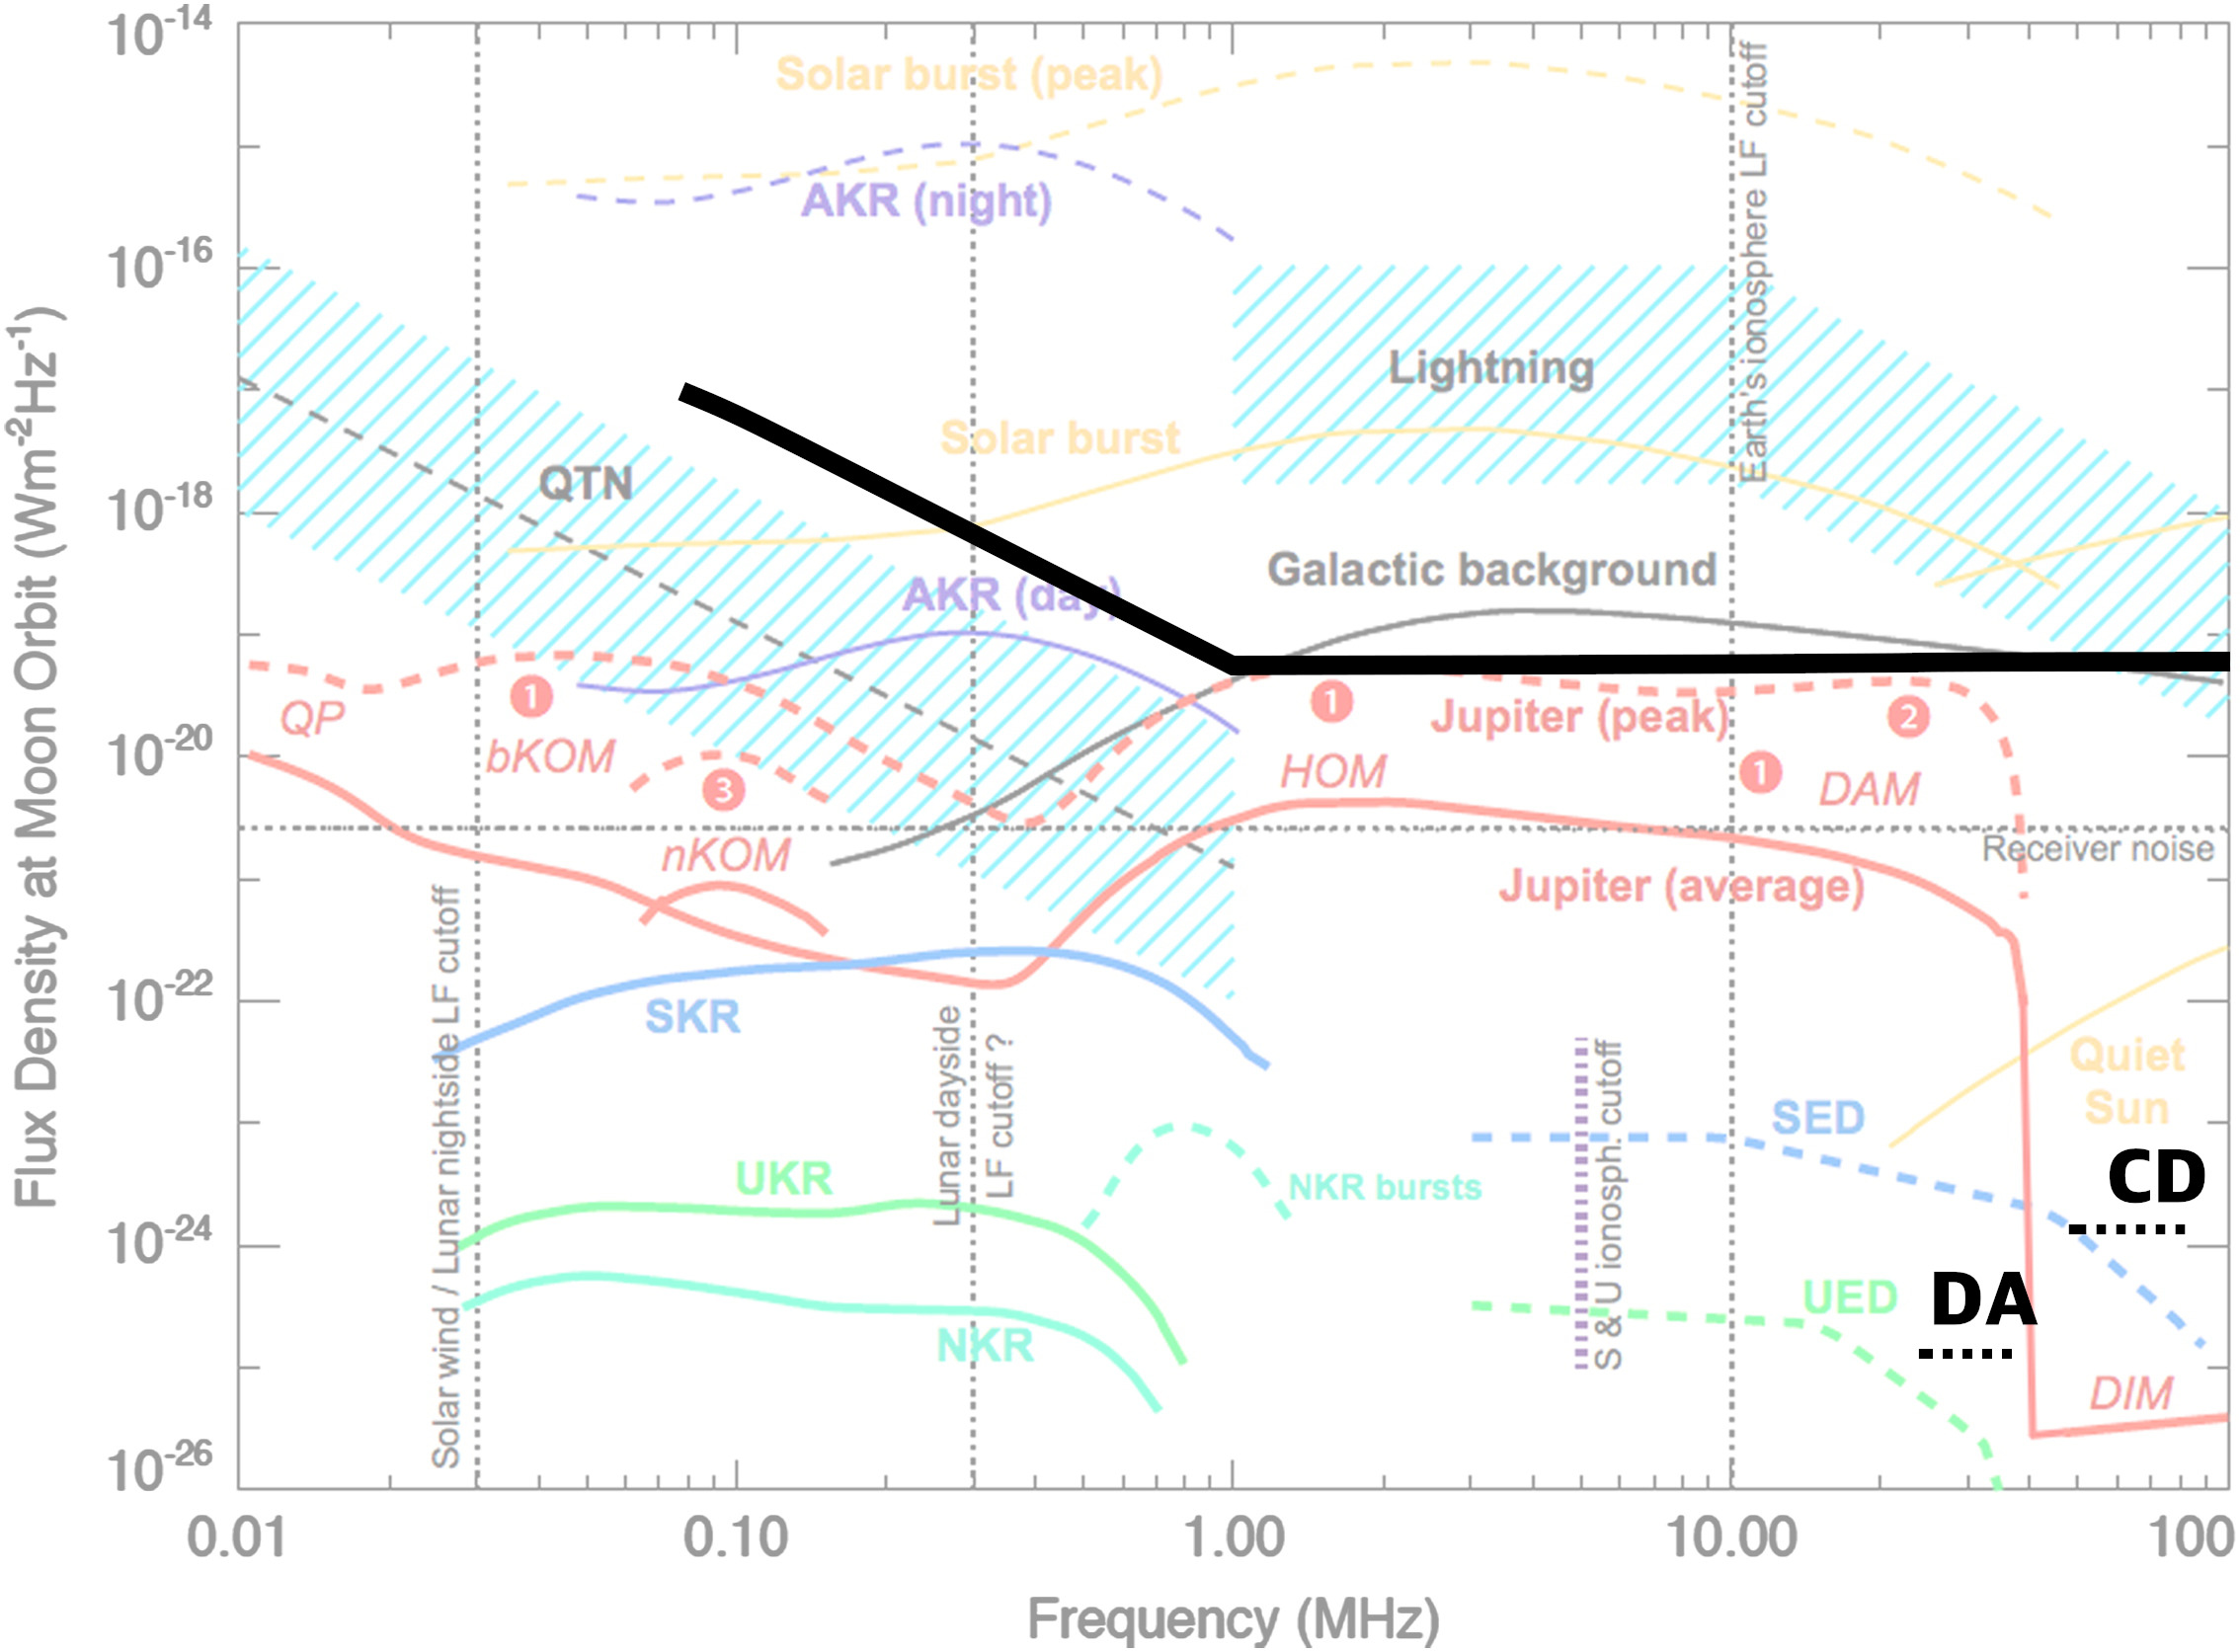 10-14
10-16
10-18
10-20
10-22
10-24
10-26
Flux Density at Moon Orbit (Wm-2Hz-1)
Solar burst (peak)
AKR (night)
Earth's ionosphere LF cutoff
Lightning
Solar burst
QTN
Galactic background
AKR (day)
QP
1
bKOM
3
nKOM
1
HOM
Jupiter (peak)
2
1
DAM
Receiver noise
Jupiter (average)
Solar wind / Lunar nightside LF cutoff
SKR
Lunar dayside
LF cutoff ?
S & U ionosph. cutoff
Quiet
Sun
SED
CD
UKR
NKR bursts
UED
DA
NKR
DIM
0.01
0.10
1.00
10.00
100
Frequency (MHz)